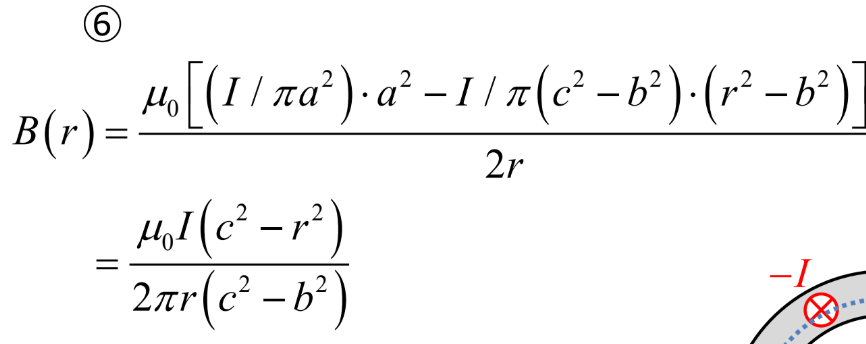 ⑥
B(r) = μ₀[(I / πa²)·a² − I / π(c² − b²)·(r² − b²)] / 2r
= μ₀I(c² − r²) / 2πr(c² − b²)
−I